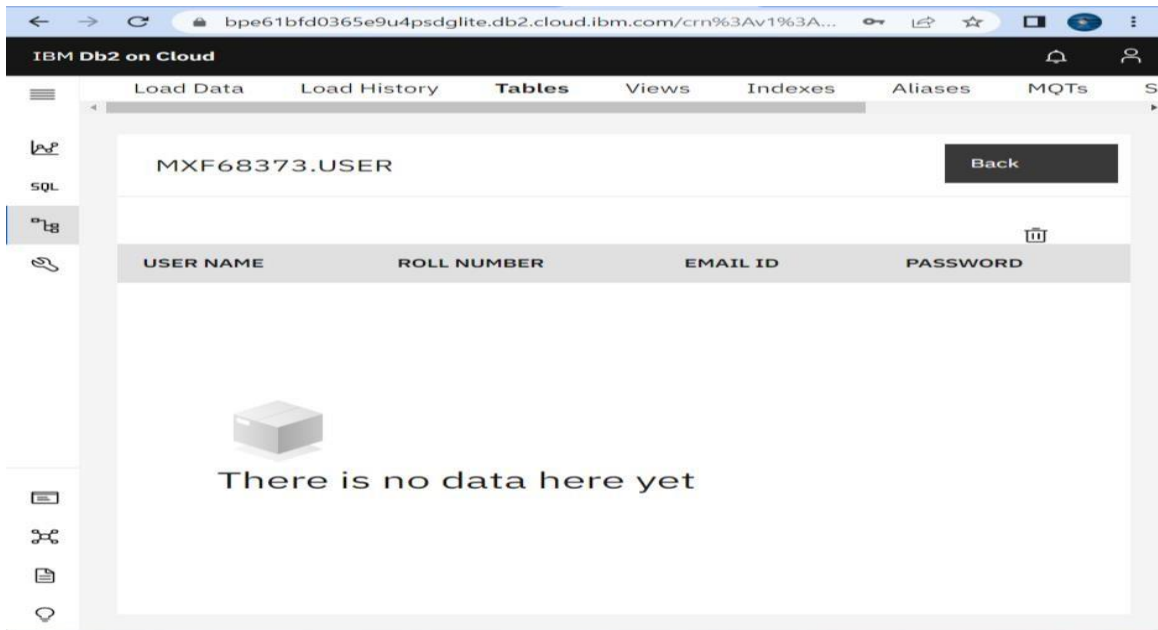 bpe61bfd0365e9u4psdglite.db2.cloud.ibm.com/crn%3Av1%3A...
IBM Db2 on Cloud
Load Data Load History Tables Views Indexes Aliases MQTs S
MXF68373.USER Back
SQL
USER NAME ROLL NUMBER EMAIL ID PASSWORD
There is no data here yet